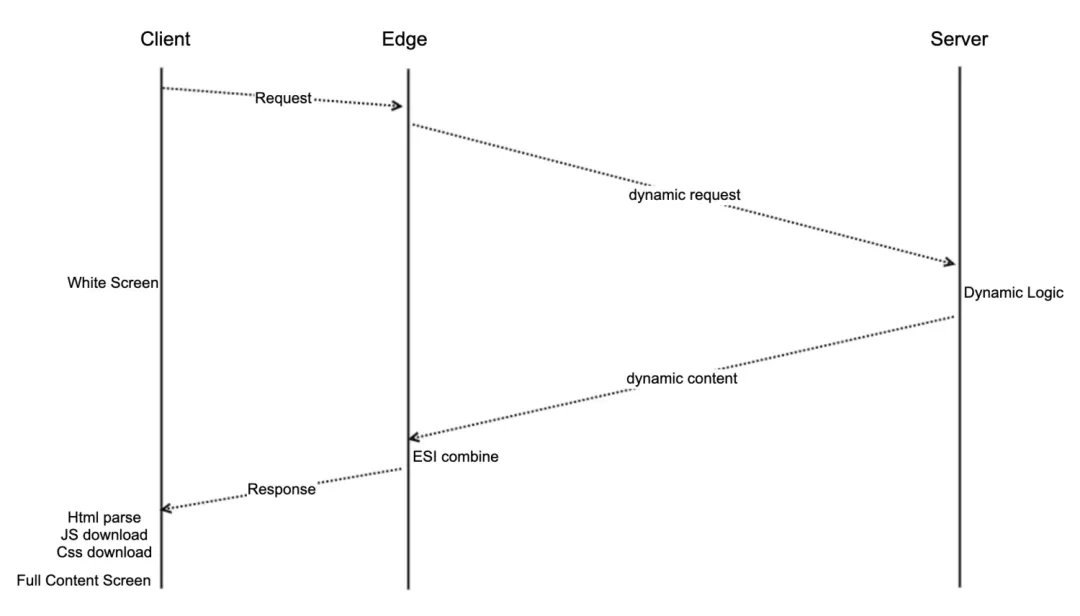 Client
Edge
Server
Request
dynamic request
White Screen
Dynamic Logic
dynamic content
ESI combine
Response
Html parse
JS download
Css download
Full Content Screen